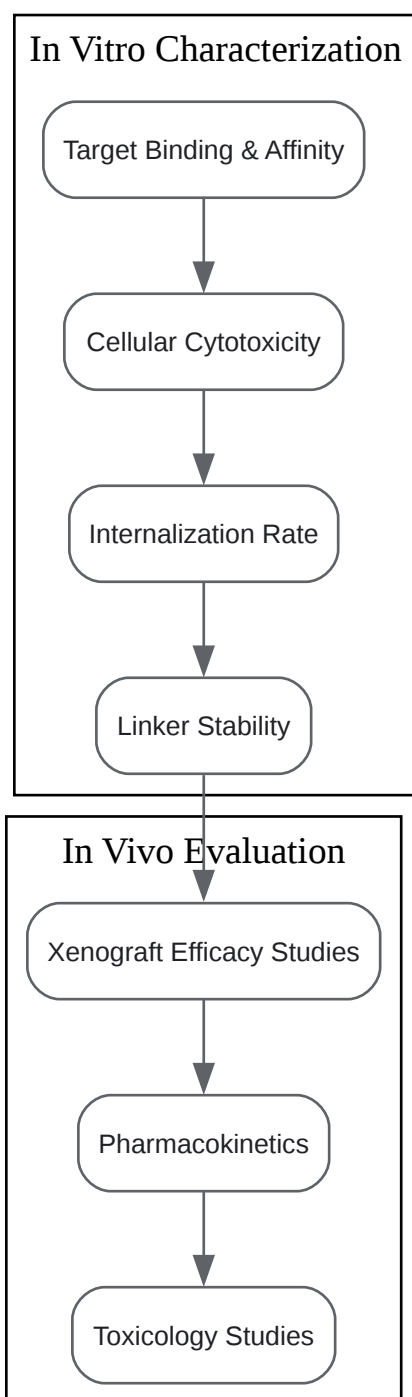 In Vitro Characterization
Target Binding & Affinity
Cellular Cytotoxicity
Internalization Rate
Linker Stability
In Vivo Evaluation
Xenograft Efficacy Studies
Pharmacokinetics
Toxicology Studies